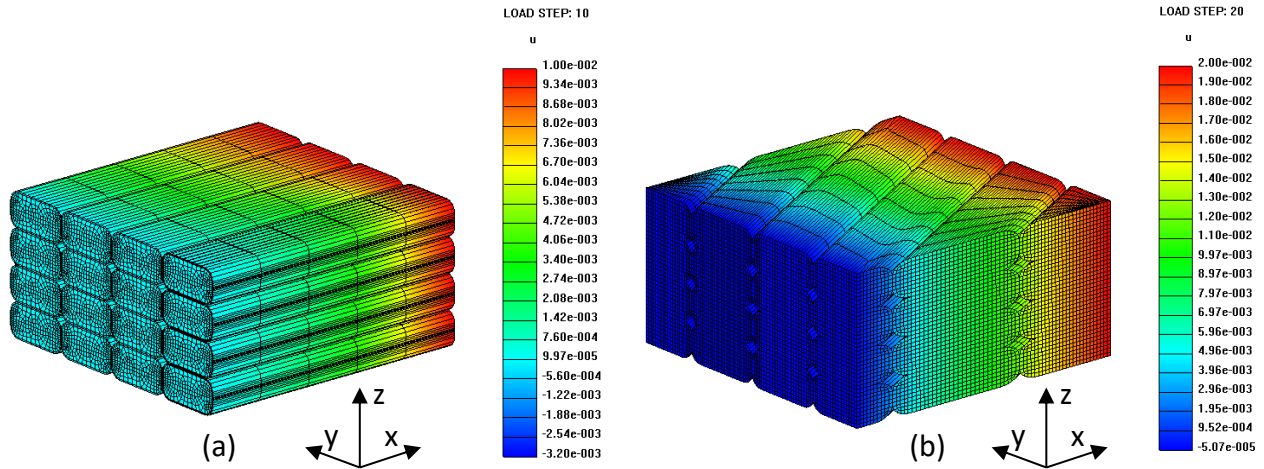 LOAD STEP: 10
u
1.00e-002
9.34e-003
8.68e-003
8.02e-003
7.36e-003
6.70e-003
6.04e-003
5.38e-003
4.72e-003
4.06e-003
3.40e-003
2.74e-003
2.08e-003
1.42e-003
7.60e-004
9.97e-005
-5.60e-004
-1.22e-003
-1.88e-003
-2.54e-003
-3.20e-003
z
y
x
(a)
LOAD STEP: 20
u
2.00e-002
1.90e-002
1.80e-002
1.70e-002
1.60e-002
1.50e-002
1.40e-002
1.30e-002
1.20e-002
1.10e-002
9.97e-003
8.97e-003
7.97e-003
6.97e-003
5.96e-003
4.96e-003
3.96e-003
2.96e-003
1.95e-003
9.52e-004
-5.07e-005
z
y
x
(b)